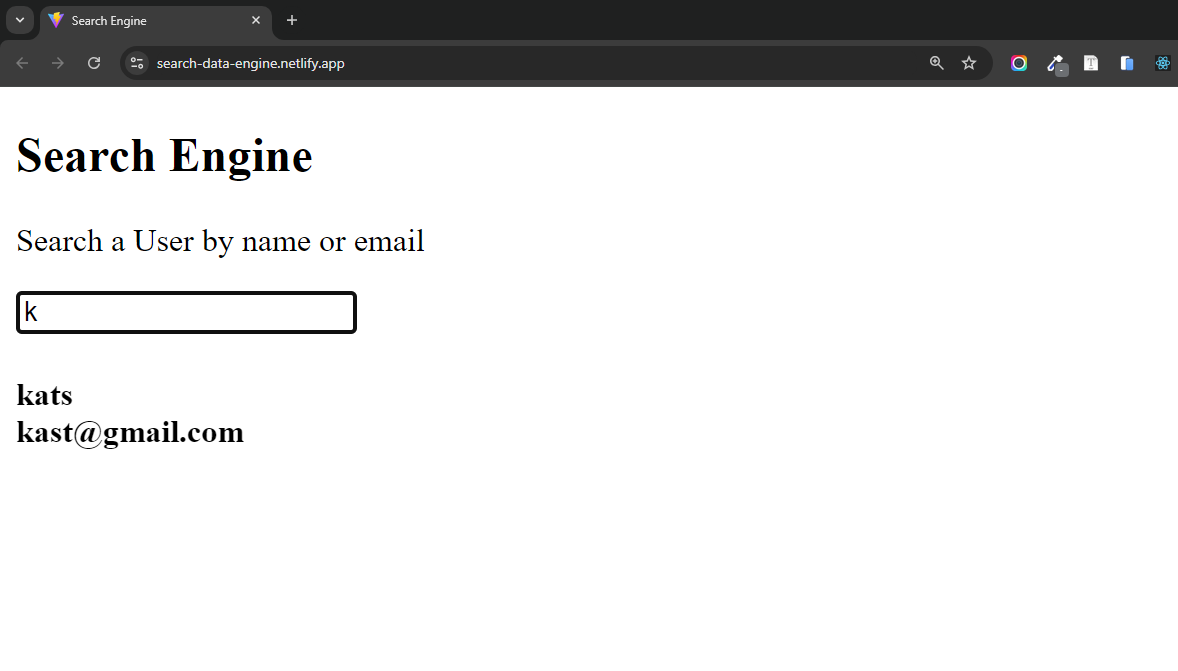 Search Engine
search-data-engine.netlify.app
Search Engine
Search a User by name or email
k
kats
kast@gmail.com